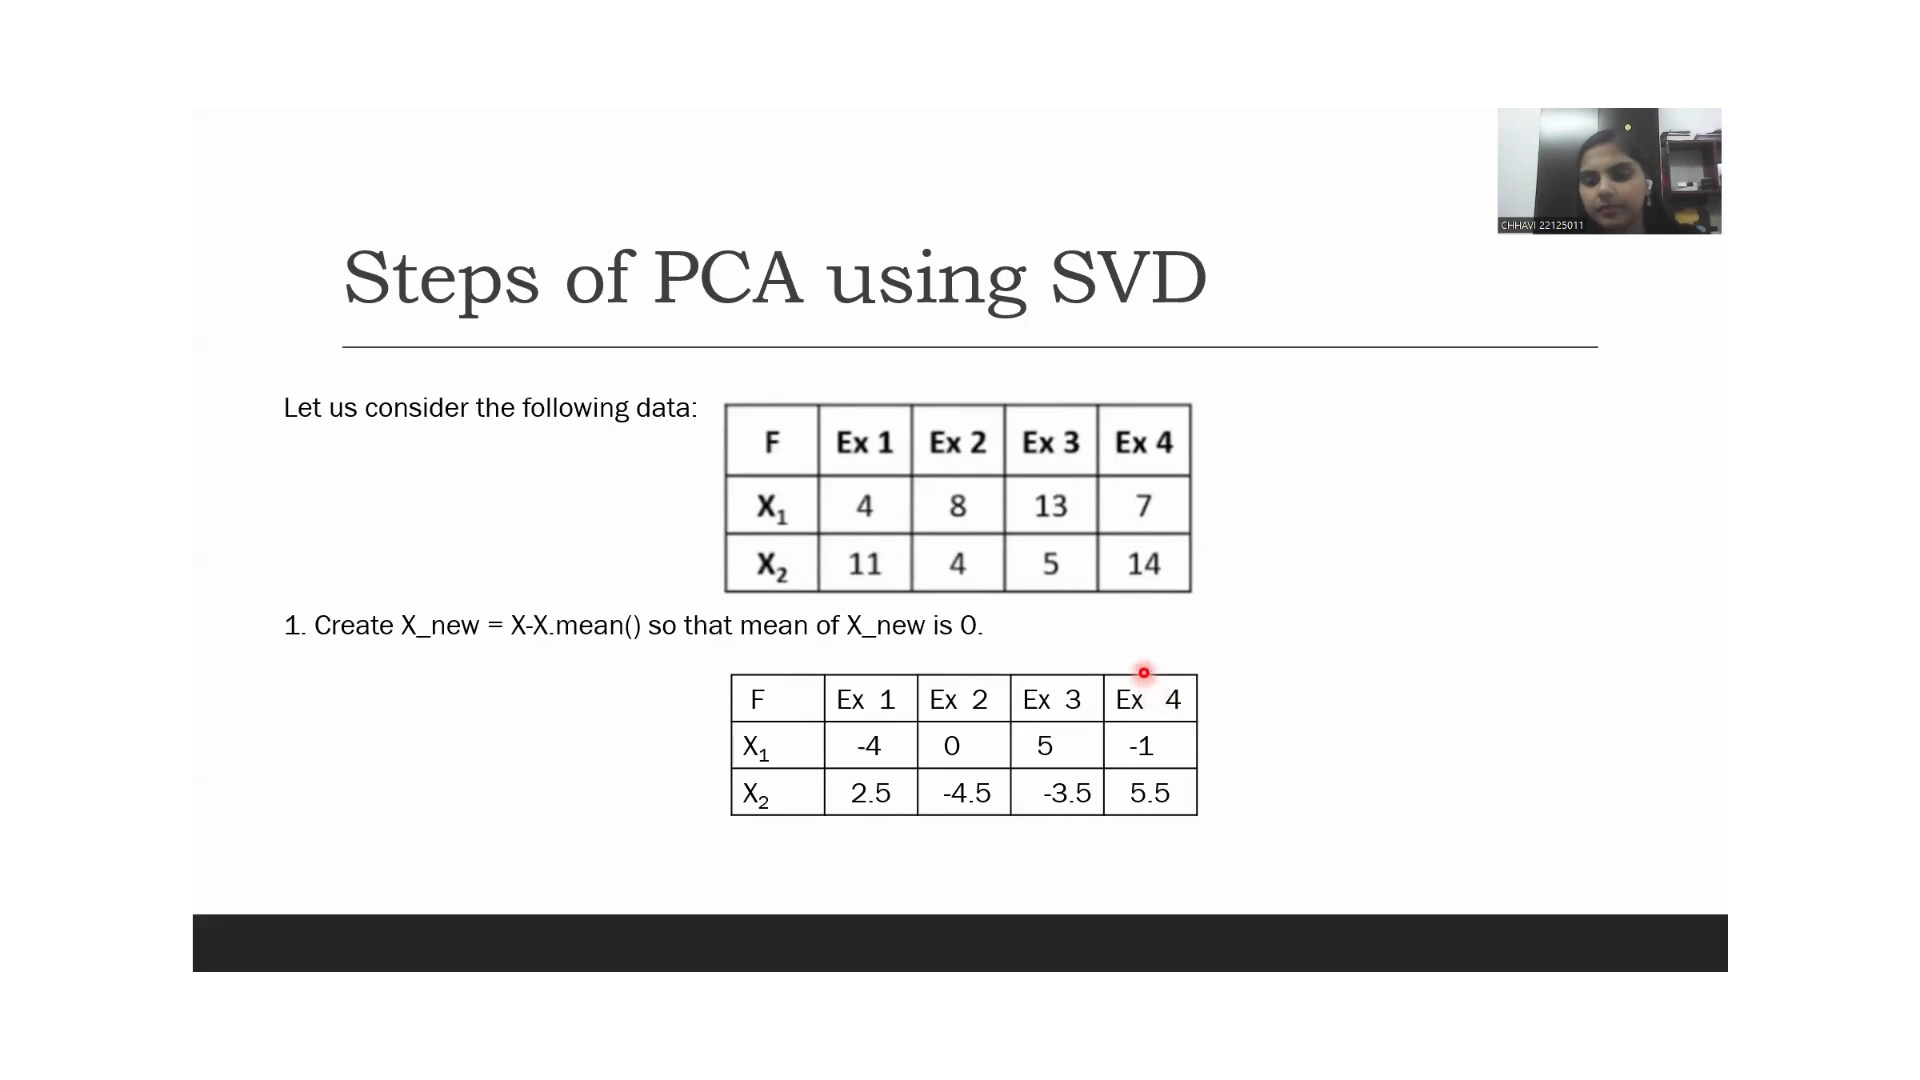 CHHAVI 22125011
Steps of PCA using SVD
Let us consider the following data:
F Ex 1 Ex 2 Ex 3 Ex 4
X₁ 4 8 13 7
X₂ 11 4 5 14
1. Create X_new = X-X.mean() so that mean of X_new is 0.
F Ex 1 Ex 2 Ex 3 Ex 4
X₁ -4 0 5 -1
X₂ 2.5 -4.5 -3.5 5.5